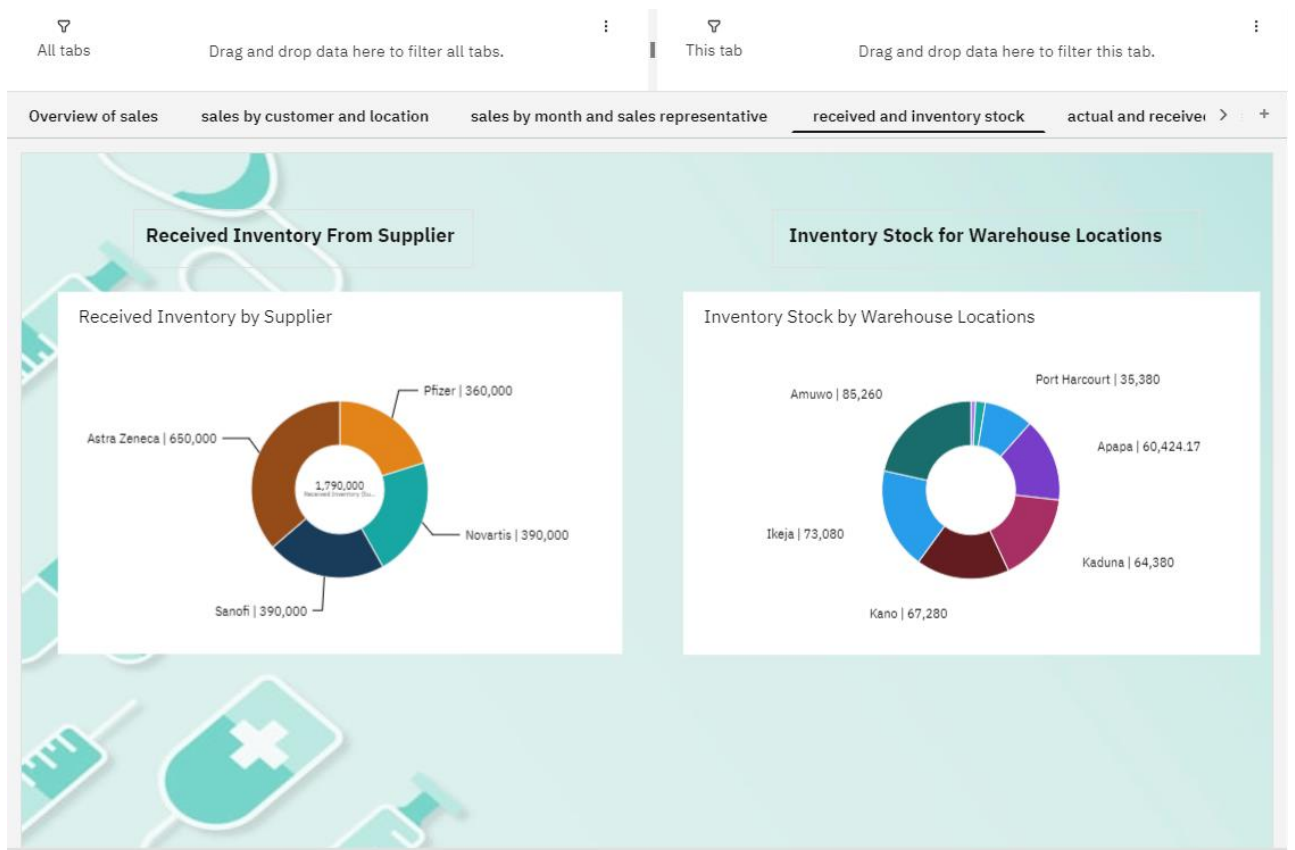 All tabs
Drag and drop data here to filter all tabs.
This tab
Drag and drop data here to filter this tab.
Overview of sales
sales by customer and location
sales by month and sales representative
received and inventory stock
actual and receive
Received Inventory From Supplier
Inventory Stock for Warehouse Locations
Received Inventory by Supplier
Pfizer | 360,000
Astra Zeneca | 650,000
1,790,000
Received Inventory (Su...
Novartis | 390,000
Sanofi | 390,000
Inventory Stock by Warehouse Locations
Port Harcourt | 35,380
Amuwo | 85,260
Apapa | 60,424.17
Ikeja | 73,080
Kaduna | 64,380
Kano | 67,280